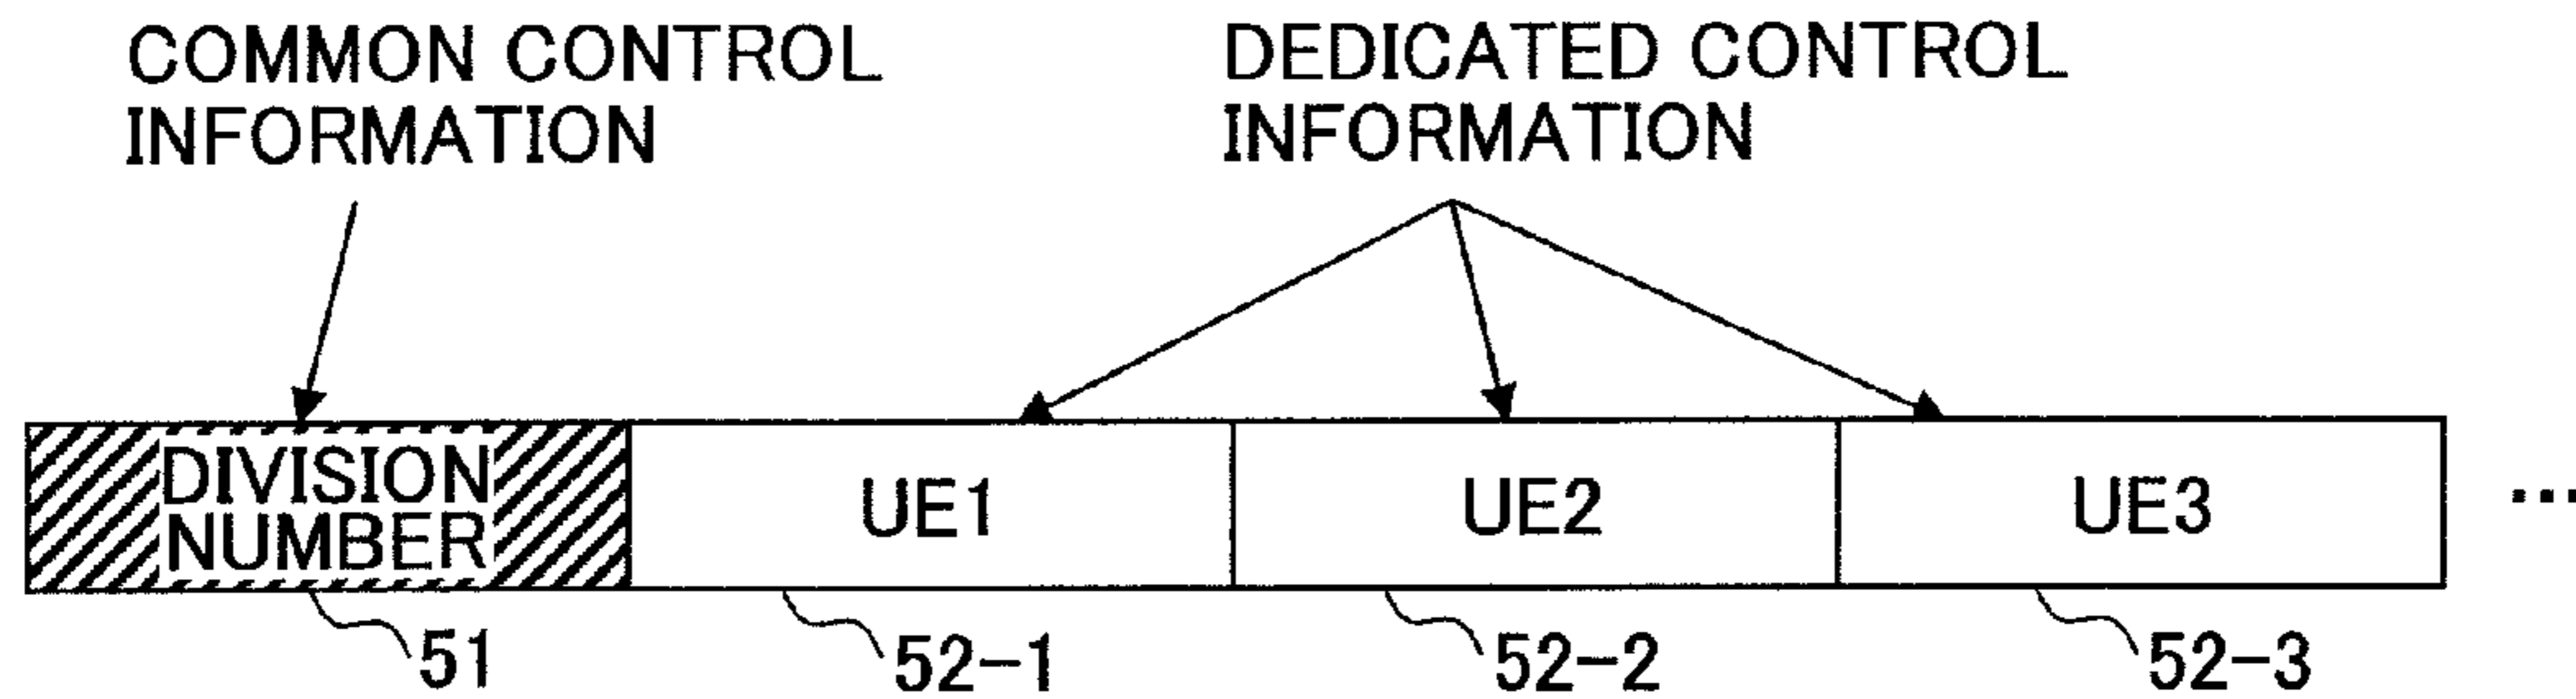 COMMON CONTROL
INFORMATION
DEDICATED CONTROL
INFORMATION
DIVISION
NUMBER
UE1
UE2
UE3
...
51
52-1
52-2
52-3